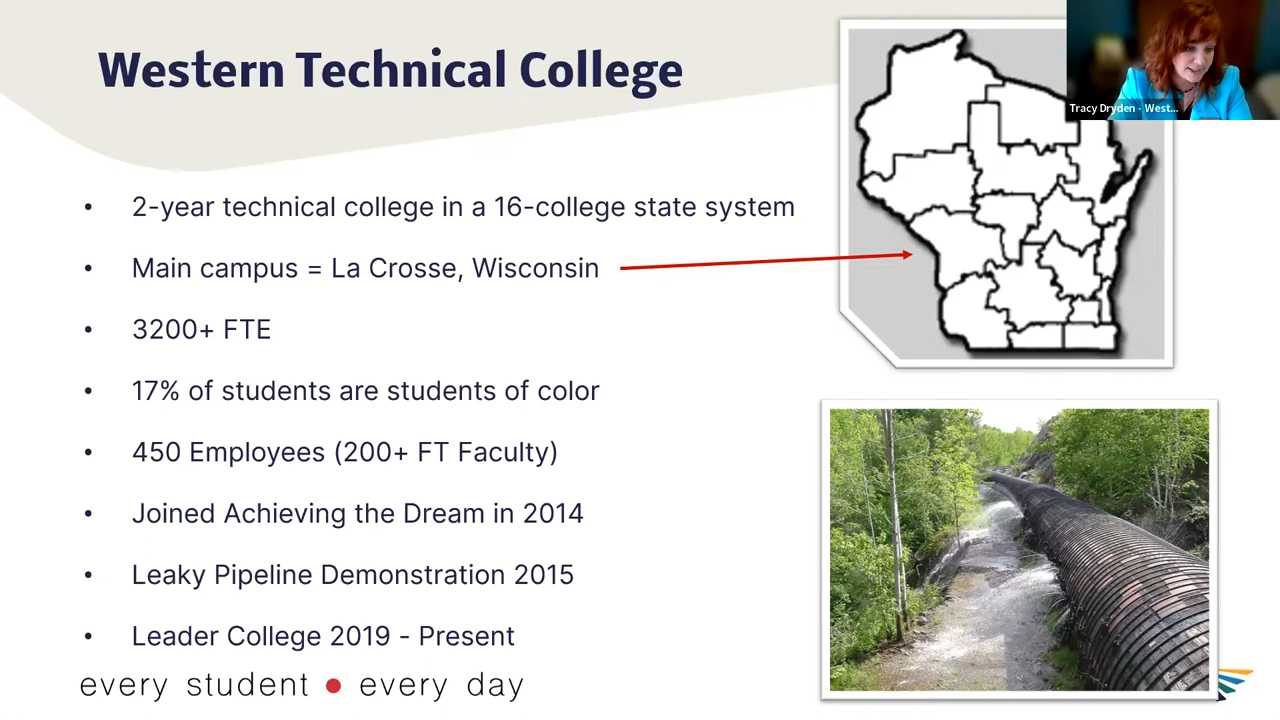 Western Technical College
Tracy Dryden - West...
• 2-year technical college in a 16-college state system
• Main campus = La Crosse, Wisconsin
• 3200+ FTE
• 17% of students are students of color
• 450 Employees (200+ FT Faculty)
• Joined Achieving the Dream in 2014
• Leaky Pipeline Demonstration 2015
• Leader College 2019 - Present
every student • every day